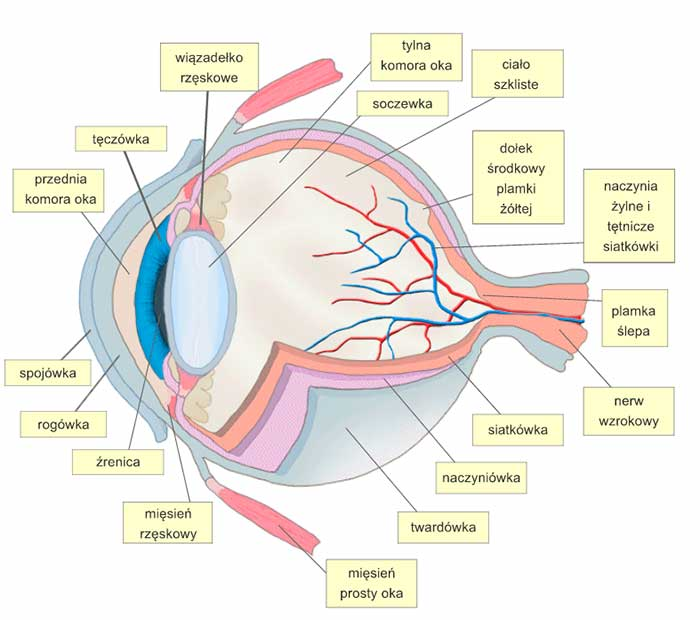 wiązadełko
rzęskowe
tylna
komora oka
ciało
szkliste
soczewka
tęczówka
dołek
środkowy
plamki
żółtej
przednia
komora oka
naczynia
żylne i
tętnicze
siatkówki
plamka
ślepa
spojówka
nerw
wzrokowy
rogówka
siatkówka
źrenica
naczyniówka
mięsień
rzęskowy
twardówka
mięsień
prosty oka